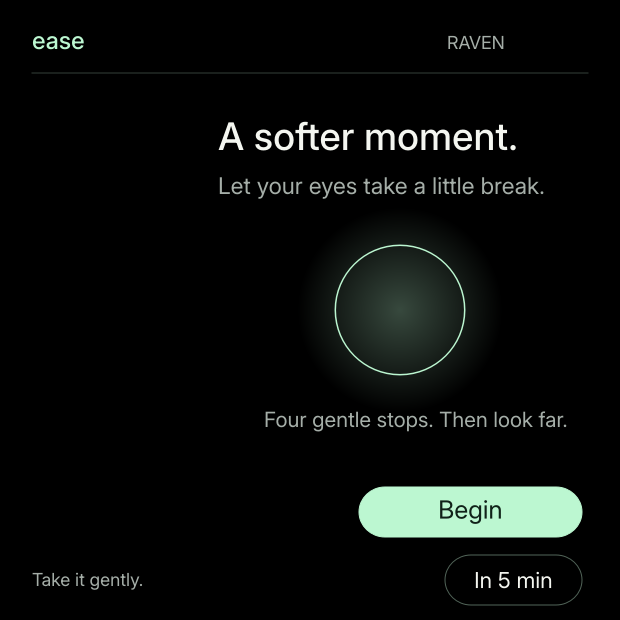 ease
RAVEN
A softer moment.
Let your eyes take a little break.
Four gentle stops. Then look far.
Begin
Take it gently.
In 5 min